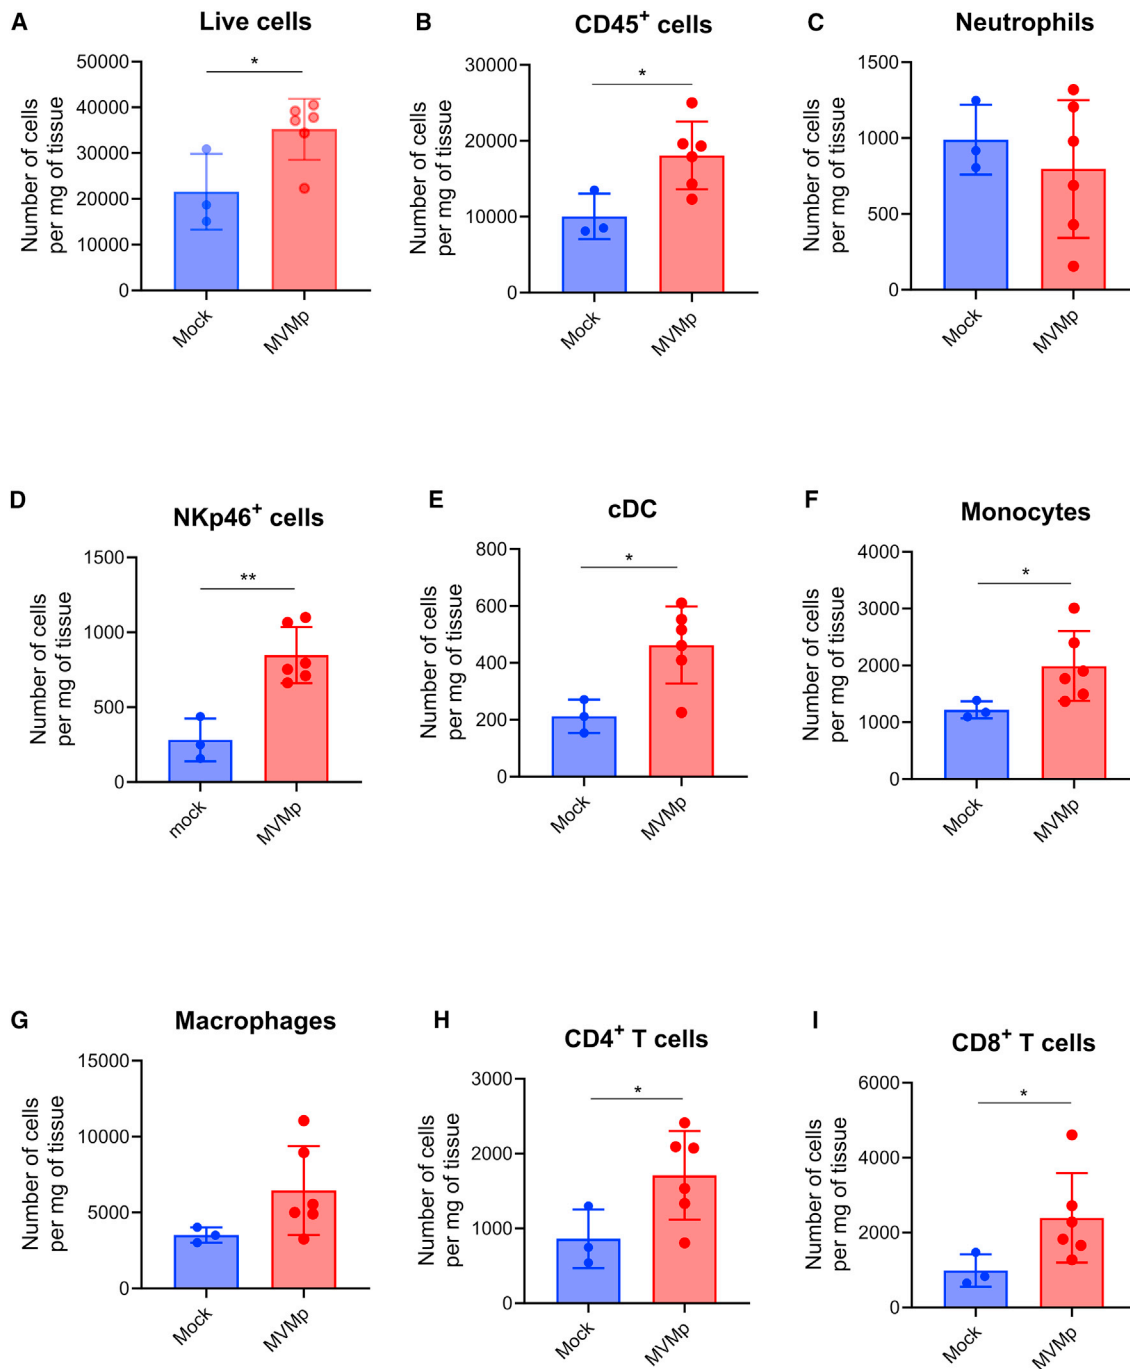 A
Live cells
Number of cells
per mg of tissue
50000
40000
30000
20000
10000
0
*
Mock
MVMp
B
CD45+ cells
Number of cells
per mg of tissue
30000
20000
10000
0
*
Mock
MVMp
C
Neutrophils
Number of cells
per mg of tissue
1500
1000
500
0
Mock
MVMp
D
NKp46+ cells
Number of cells
per mg of tissue
1500
1000
500
0
**
mock
MVMp
E
cDC
Number of cells
per mg of tissue
800
600
400
200
0
*
Mock
MVMp
F
Monocytes
Number of cells
per mg of tissue
4000
3000
2000
1000
0
*
Mock
MVMp
G
Macrophages
Number of cells
per mg of tissue
15000
10000
5000
0
Mock
MVMp
H
CD4+ T cells
Number of cells
per mg of tissue
3000
2000
1000
0
*
Mock
MVMp
I
CD8+ T cells
Number of cells
per mg of tissue
6000
4000
2000
0
*
Mock
MVMp